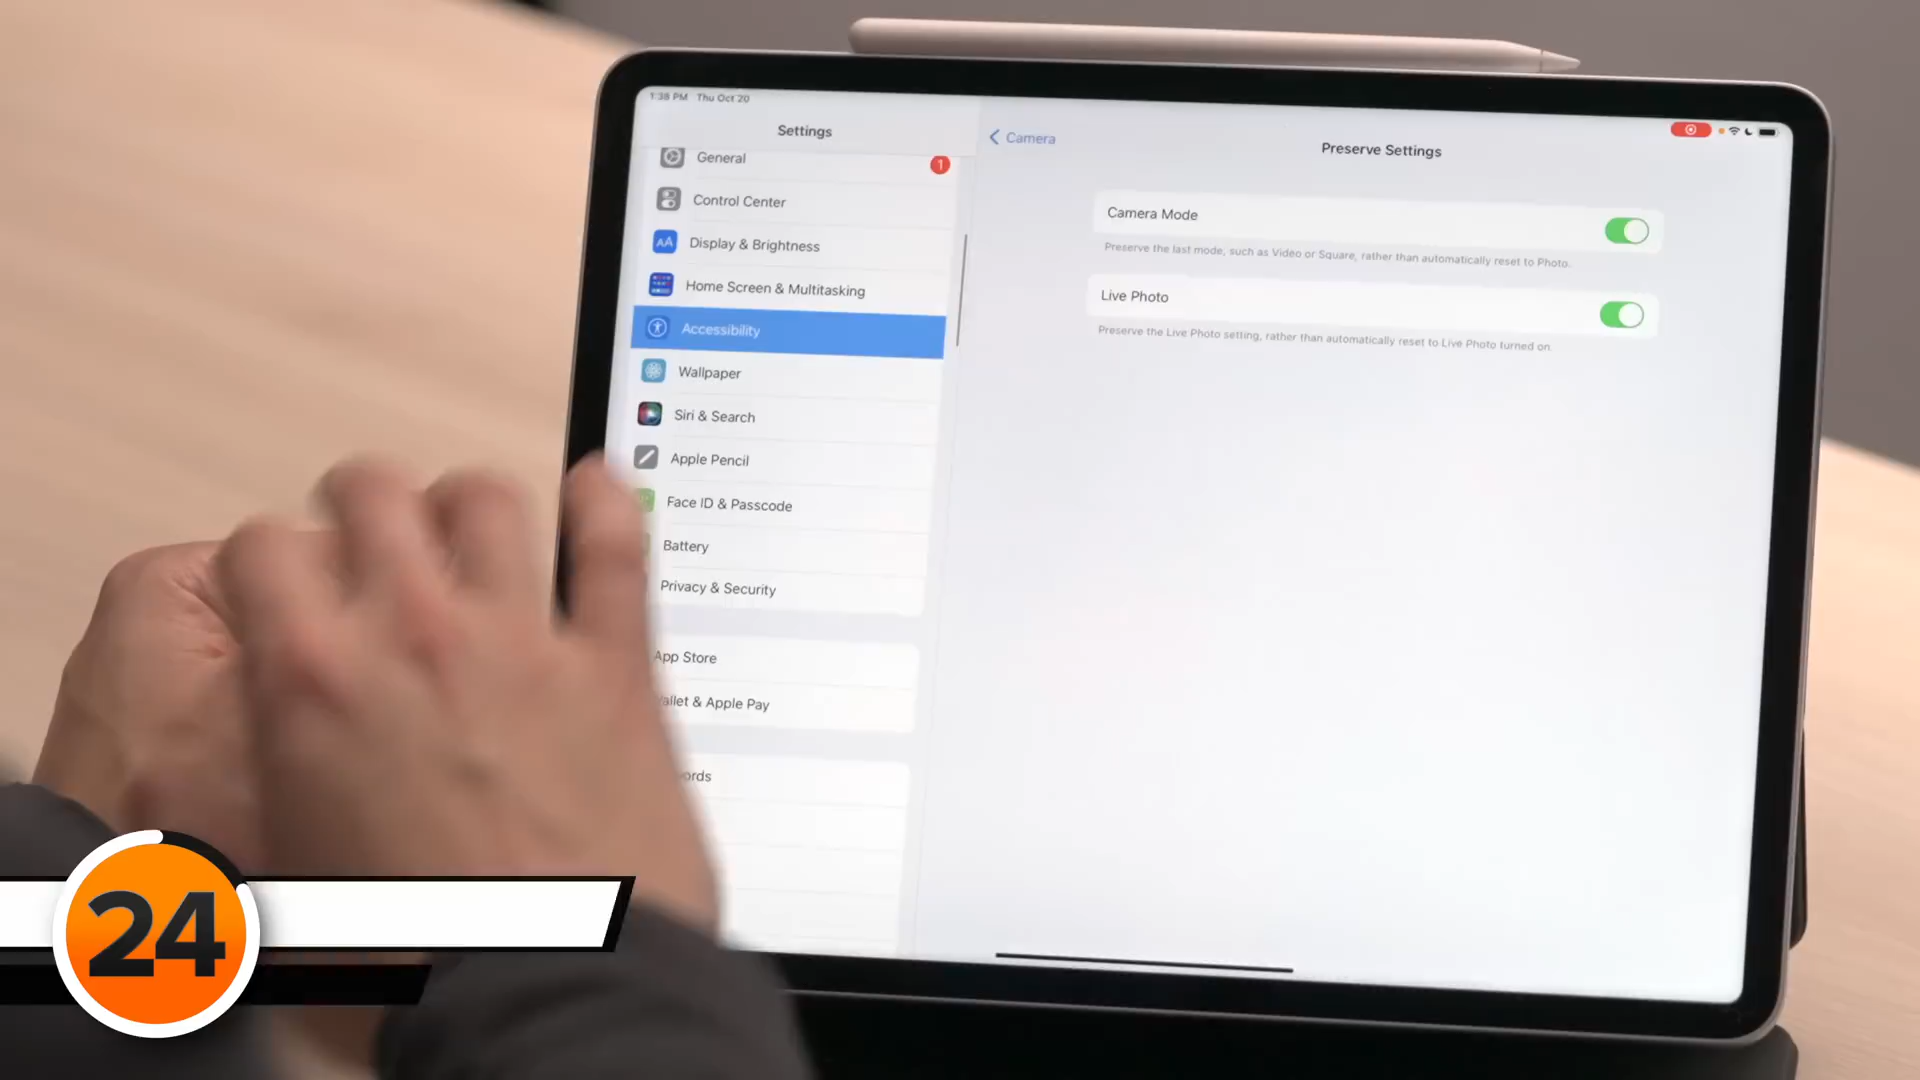 1:38 PM Thu Oct 20
Settings
General
1
Control Center
AA
Display & Brightness
Home Screen & Multitasking
Accessibility
Wallpaper
Siri & Search
Apple Pencil
Face ID & Passcode
Battery
Privacy & Security
App Store
allet & Apple Pay
ords
Camera
Preserve Settings
Camera Mode
Preserve the last mode, such as Video or Square, rather than automatically reset to Photo.
Live Photo
Preserve the Live Photo setting, rather than automatically reset to Live Photo turned on.
24